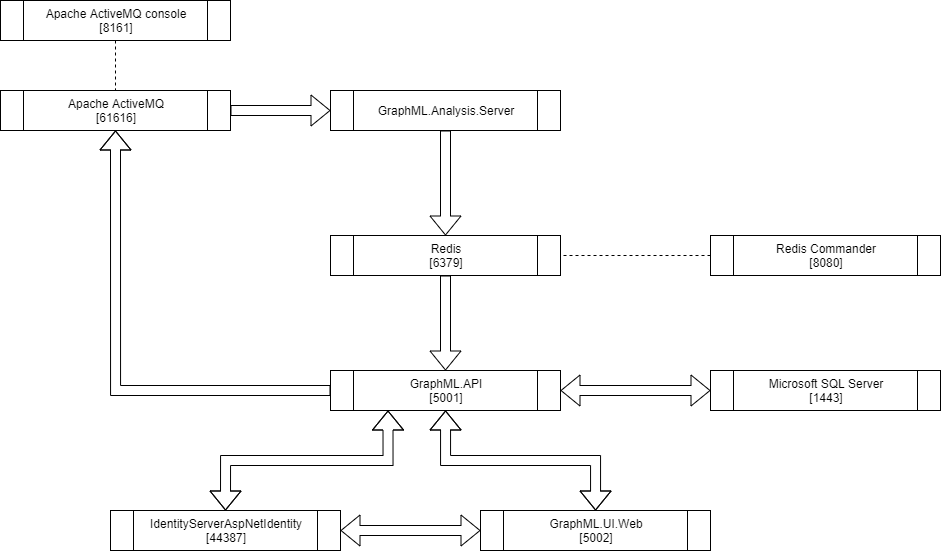 Apache ActiveMQ console
[8161]
Apache ActiveMQ
[61616]
GraphML.Analysis.Server
Redis
[6379]
Redis Commander
[8080]
GraphML.API
[5001]
Microsoft SQL Server
[1443]
IdentityServerAspNetIdentity
[44387]
GraphML.UI.Web
[5002]